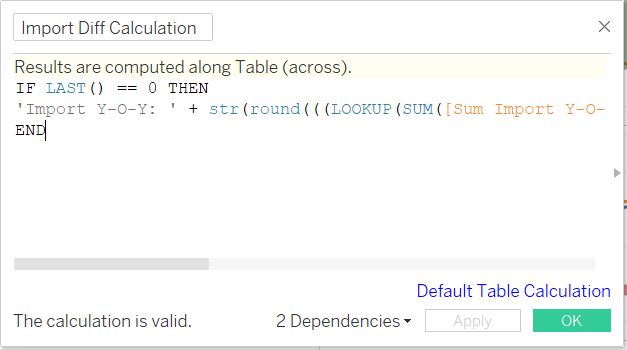 Import Diff Calculation
Results are computed along Table (across).
IF LAST() == 0 THEN
'Import Y-O-Y: ' + str(round(((LOOKUP(SUM([Sum Import Y-O-
END
Default Table Calculation
The calculation is valid. 2 Dependencies Apply OK